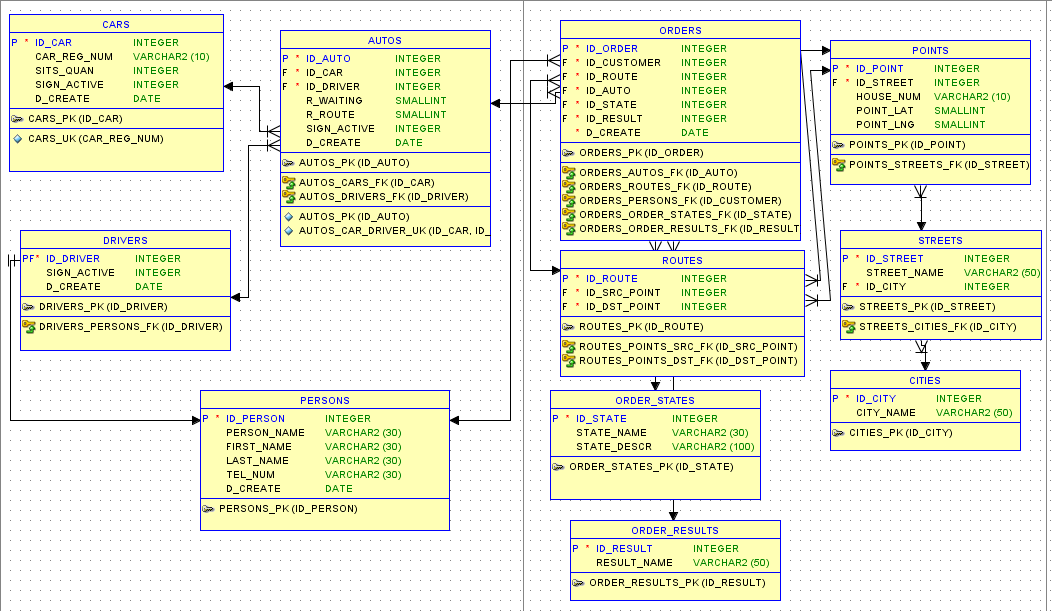 CARS
P * ID_CAR INTEGER
CAR_REG_NUM VARCHAR2 (10)
SITS_QUAN INTEGER
SIGN_ACTIVE INTEGER
D_CREATE DATE
CARS_PK (ID_CAR)
CARS_UK (CAR_REG_NUM)
AUTOS
P * ID_AUTO INTEGER
F * ID_CAR INTEGER
F * ID_DRIVER INTEGER
R_WAITING SMALLINT
R_ROUTE SMALLINT
SIGN_ACTIVE INTEGER
D_CREATE DATE
AUTOS_PK (ID_AUTO)
AUTOS_CARS_FK (ID_CAR)
AUTOS_DRIVERS_FK (ID_DRIVER)
AUTOS_PK (ID_AUTO)
AUTOS_CAR_DRIVER_UK (ID_CAR, ID_
DRIVERS
PF* ID_DRIVER INTEGER
SIGN_ACTIVE INTEGER
D_CREATE DATE
DRIVERS_PK (ID_DRIVER)
DRIVERS_PERSONS_FK (ID_DRIVER)
PERSONS
P * ID_PERSON INTEGER
PERSON_NAME VARCHAR2 (30)
FIRST_NAME VARCHAR2 (30)
LAST_NAME VARCHAR2 (30)
TEL_NUM VARCHAR2 (30)
D_CREATE DATE
PERSONS_PK (ID_PERSON)
ORDERS
P * ID_ORDER INTEGER
F * ID_CUSTOMER INTEGER
F * ID_ROUTE INTEGER
F * ID_AUTO INTEGER
F * ID_STATE INTEGER
F * ID_RESULT INTEGER
* D_CREATE DATE
ORDERS_PK (ID_ORDER)
ORDERS_AUTOS_FK (ID_AUTO)
ORDERS_ROUTES_FK (ID_ROUTE)
ORDERS_PERSONS_FK (ID_CUSTOMER)
ORDERS_ORDER_STATES_FK (ID_STATE)
ORDERS_ORDER_RESULTS_FK (ID_RESULT
ROUTES
P * ID_ROUTE INTEGER
F * ID_SRC_POINT INTEGER
F * ID_DST_POINT INTEGER
ROUTES_PK (ID_ROUTE)
ROUTES_POINTS_SRC_FK (ID_SRC_POINT)
ROUTES_POINTS_DST_FK (ID_DST_POINT)
ORDER_STATES
P * ID_STATE INTEGER
STATE_NAME VARCHAR2 (30)
STATE_DESCR VARCHAR2 (100)
ORDER_STATES_PK (ID_STATE)
ORDER_RESULTS
P * ID_RESULT INTEGER
RESULT_NAME VARCHAR2 (50)
ORDER_RESULTS_PK (ID_RESULT)
POINTS
P * ID_POINT INTEGER
F * ID_STREET INTEGER
HOUSE_NUM VARCHAR2 (10)
POINT_LAT SMALLINT
POINT_LNG SMALLINT
POINTS_PK (ID_POINT)
POINTS_STREETS_FK (ID_STREET)
STREETS
P * ID_STREET INTEGER
STREET_NAME VARCHAR2 (50)
F * ID_CITY INTEGER
STREETS_PK (ID_STREET)
STREETS_CITIES_FK (ID_CITY)
CITIES
P * ID_CITY INTEGER
CITY_NAME VARCHAR2 (50)
CITIES_PK (ID_CITY)